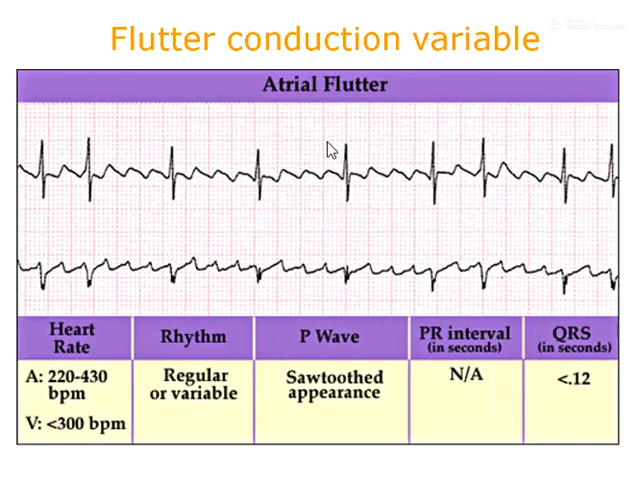 Flutter conduction variable
Atrial Flutter
Heart
Rate
Rhythm
P Wave
PR interval
(in seconds)
QRS
(in seconds)
A: 220-430
bpm
V: <300 bpm
Regular
or variable
Sawtoothed
appearance
N/A
<.12